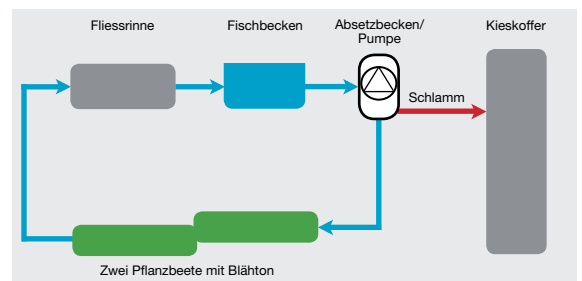 Fliessrinne
Fischbecken
Absetzbecken/
Pumpe
Kieskoffer
Schlamm
Zwei Pflanzbeete mit Blähton